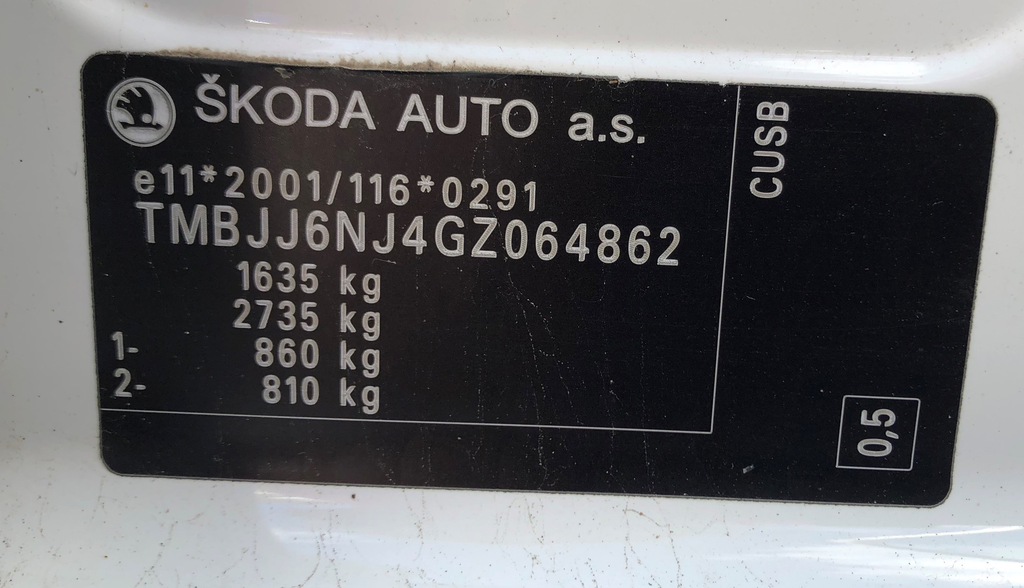 ŠKODA AUTO a.s.
e11*2001/116*0291
TMBJJ6NJ4GZ064862
1635 kg
2735 kg
1- 860 kg
2- 810 kg
CUSB
0,5